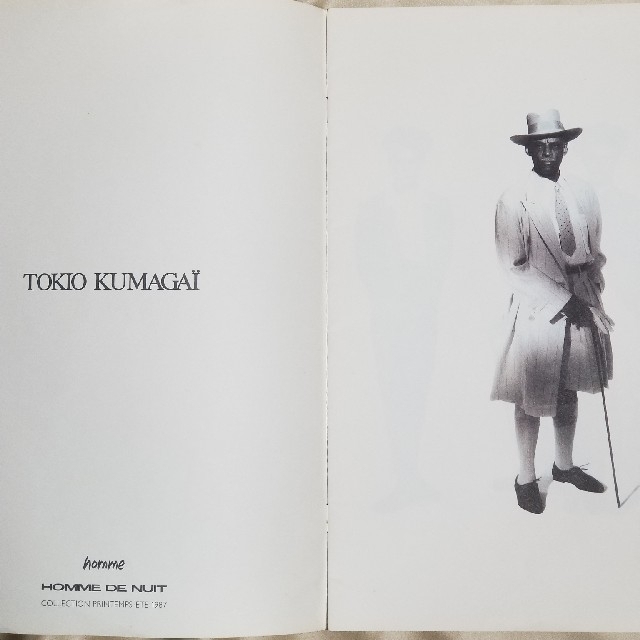 TOKIO KUMAGAÏ
homme
HOMME DE NUIT
COLLECTION PRINTEMPS ETE 1987